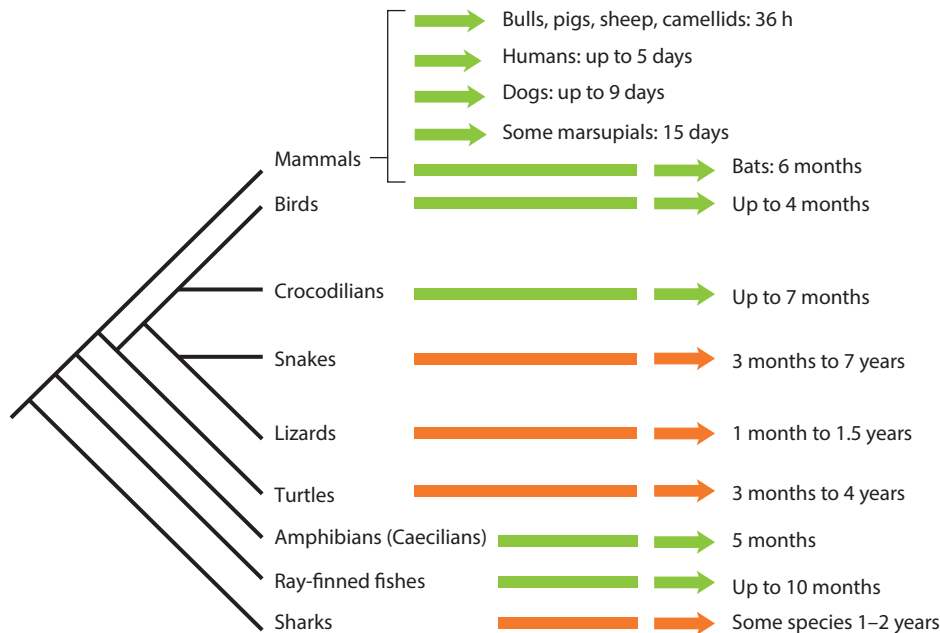 Bulls, pigs, sheep, camellids: 36 h
Humans: up to 5 days
Dogs: up to 9 days
Some marsupials: 15 days
Mammals
Bats: 6 months
Birds
Up to 4 months
Crocodilians
Up to 7 months
Snakes
3 months to 7 years
Lizards
1 month to 1.5 years
Turtles
3 months to 4 years
Amphibians (Caecilians)
5 months
Ray-finned fishes
Up to 10 months
Sharks
Some species 1–2 years